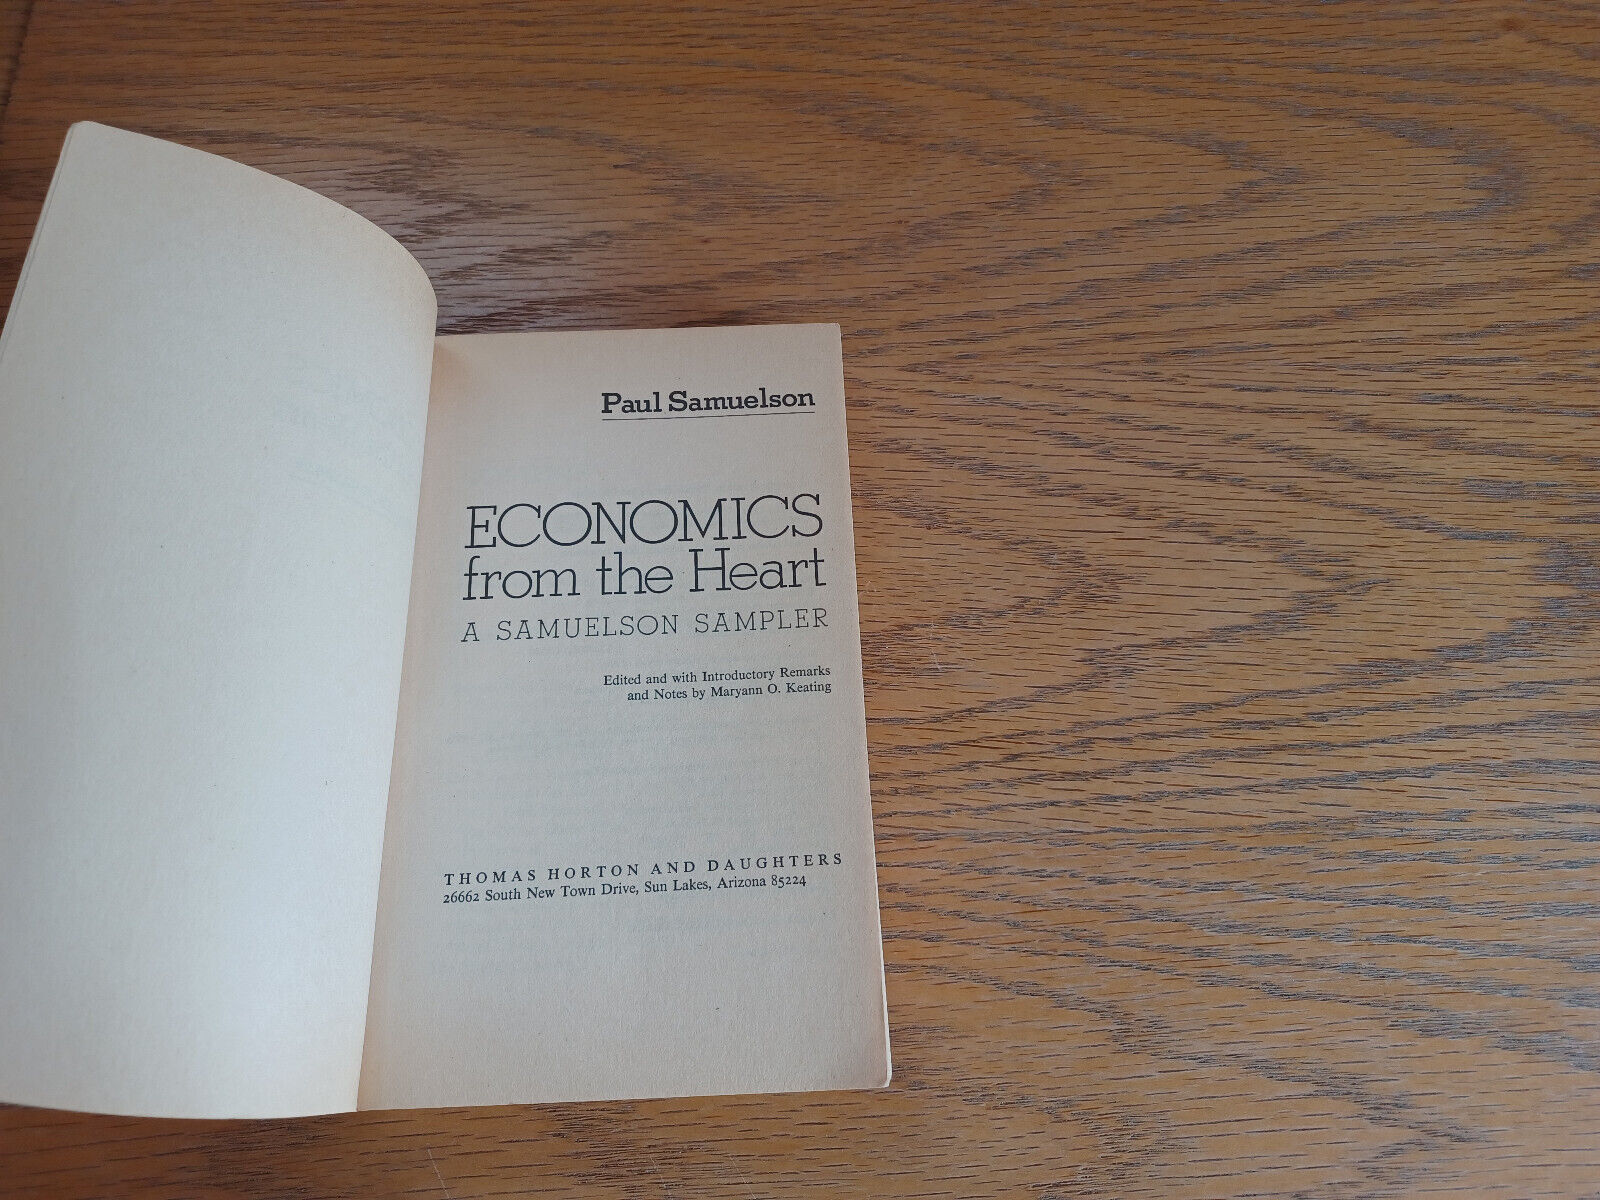 Paul Samuelson
ECONOMICS
from the Heart
A SAMUELSON SAMPLER
Edited and with Introductory Remarks
and Notes by Maryann O. Keating
THOMAS HORTON AND DAUGHTERS
26662 South New Town Drive, Sun Lakes, Arizona 85224